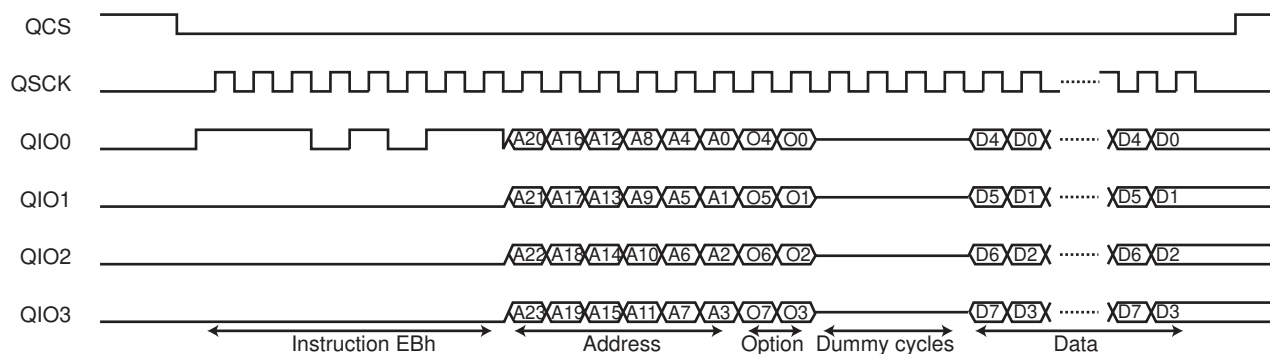 QCS
QSCK
QIO0 A20 A16 A12 A8 A4 A0 O4 O0 D4 D0 D4 D0
QIO1 A21 A17 A13 A9 A5 A1 O5 O1 D5 D1 D5 D1
QIO2 A22 A18 A14 A10 A6 A2 O6 O2 D6 D2 D6 D2
QIO3 A23 A19 A15 A11 A7 A3 O7 O3 D7 D3 D7 D3
Instruction EBh Address Option Dummy cycles Data